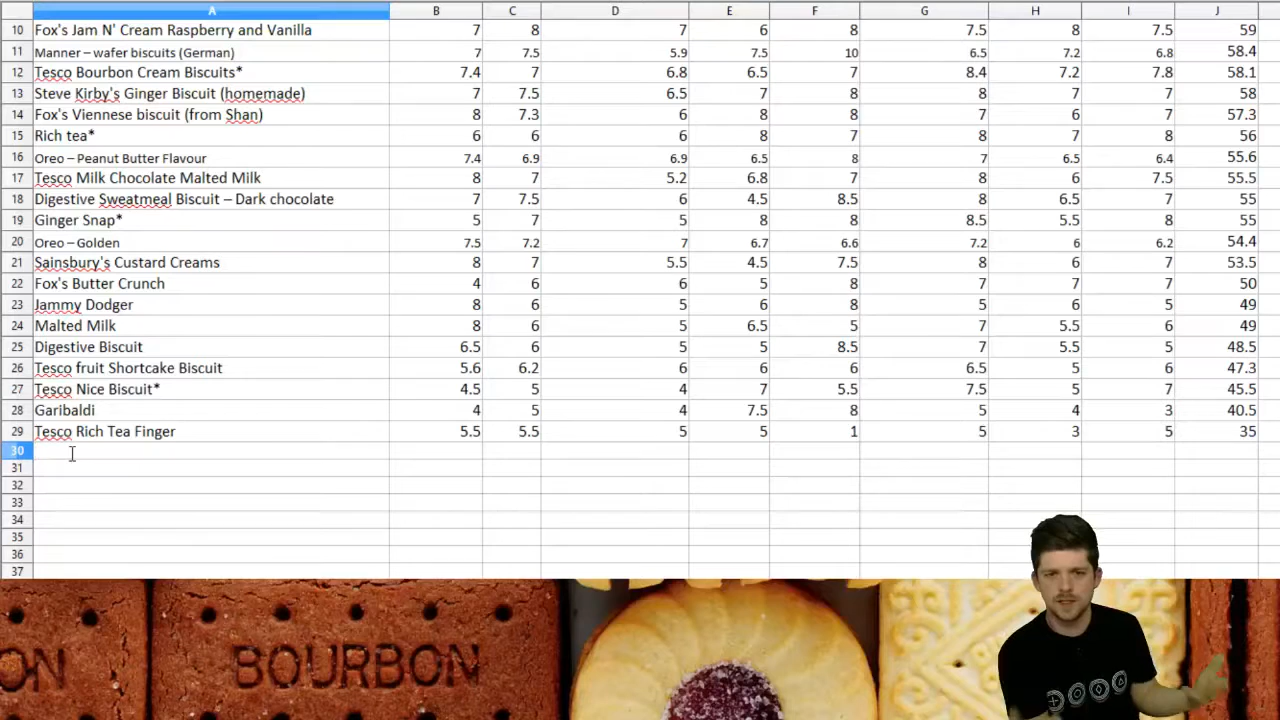 A B C D E F G H I J
10 Fox's Jam N' Cream Raspberry and Vanilla 7 8 7 6 8 7.5 8 7.5 59
11 Manner – wafer biscuits (German) 7 7.5 5.9 7.5 10 6.5 7.2 6.8 58.4
12 Tesco Bourbon Cream Biscuits* 7.4 7 6.8 6.5 7 8.4 7.2 7.8 58.1
13 Steve Kirby's Ginger Biscuit (homemade) 7 7.5 6.5 7 8 8 7 7 58
14 Fox's Viennese biscuit (from Shan) 8 7.3 6 8 8 7 6 7 57.3
15 Rich tea* 6 6 6 8 7 8 7 8 56
16 Oreo – Peanut Butter Flavour 7.4 6.9 6.9 6.5 8 7 6.5 6.4 55.6
17 Tesco Milk Chocolate Malted Milk 8 7 5.2 6.8 7 8 6 7.5 55.5
18 Digestive Sweatmeal Biscuit – Dark chocolate 7 7.5 6 4.5 8.5 8 6.5 7 55
19 Ginger Snap* 5 7 5 8 8 8.5 5.5 8 55
20 Oreo – Golden 7.5 7.2 7 6.7 6.6 7.2 6 6.2 54.4
21 Sainsbury's Custard Creams 8 7 5.5 4.5 7.5 8 6 7 53.5
22 Fox's Butter Crunch 4 6 6 5 8 7 7 7 50
23 Jammy Dodger 8 6 5 6 8 5 6 5 49
24 Malted Milk 8 6 5 6.5 5 7 5.5 6 49
25 Digestive Biscuit 6.5 6 5 5 8.5 7 5.5 5 48.5
26 Tesco fruit Shortcake Biscuit 5.6 6.2 6 6 6 6.5 5 6 47.3
27 Tesco Nice Biscuit* 4.5 5 4 7 5.5 7.5 5 7 45.5
28 Garibaldi 4 5 4 7.5 8 5 4 3 40.5
29 Tesco Rich Tea Finger 5.5 5.5 5 5 1 5 3 5 35
30
31
32
33
34
35
36
37
ON BOURBON